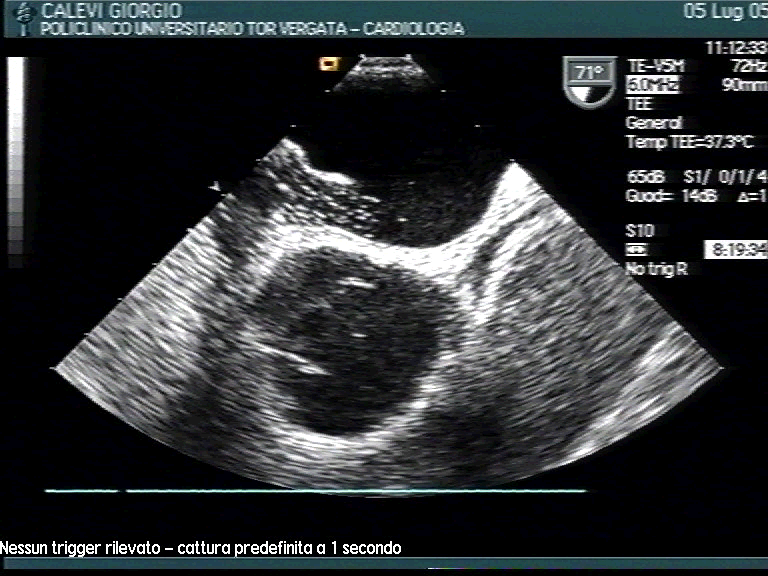 CALEVI GIORGIO
05 Lug 05
POLICLINICO UNIVERSITARIO TOR VERGATA – CARDIOLOGIA
11:12:33
71°
TE-V5M 72Hz
6.0MHz 90mm
TEE
General
Temp TEE=37.3°C
65dB S1/ 0/1/4
Guad= 14dB Δ=1
S10
8:19:34
No trig R
Nessun trigger rilevato – cattura predefinita a 1 secondo